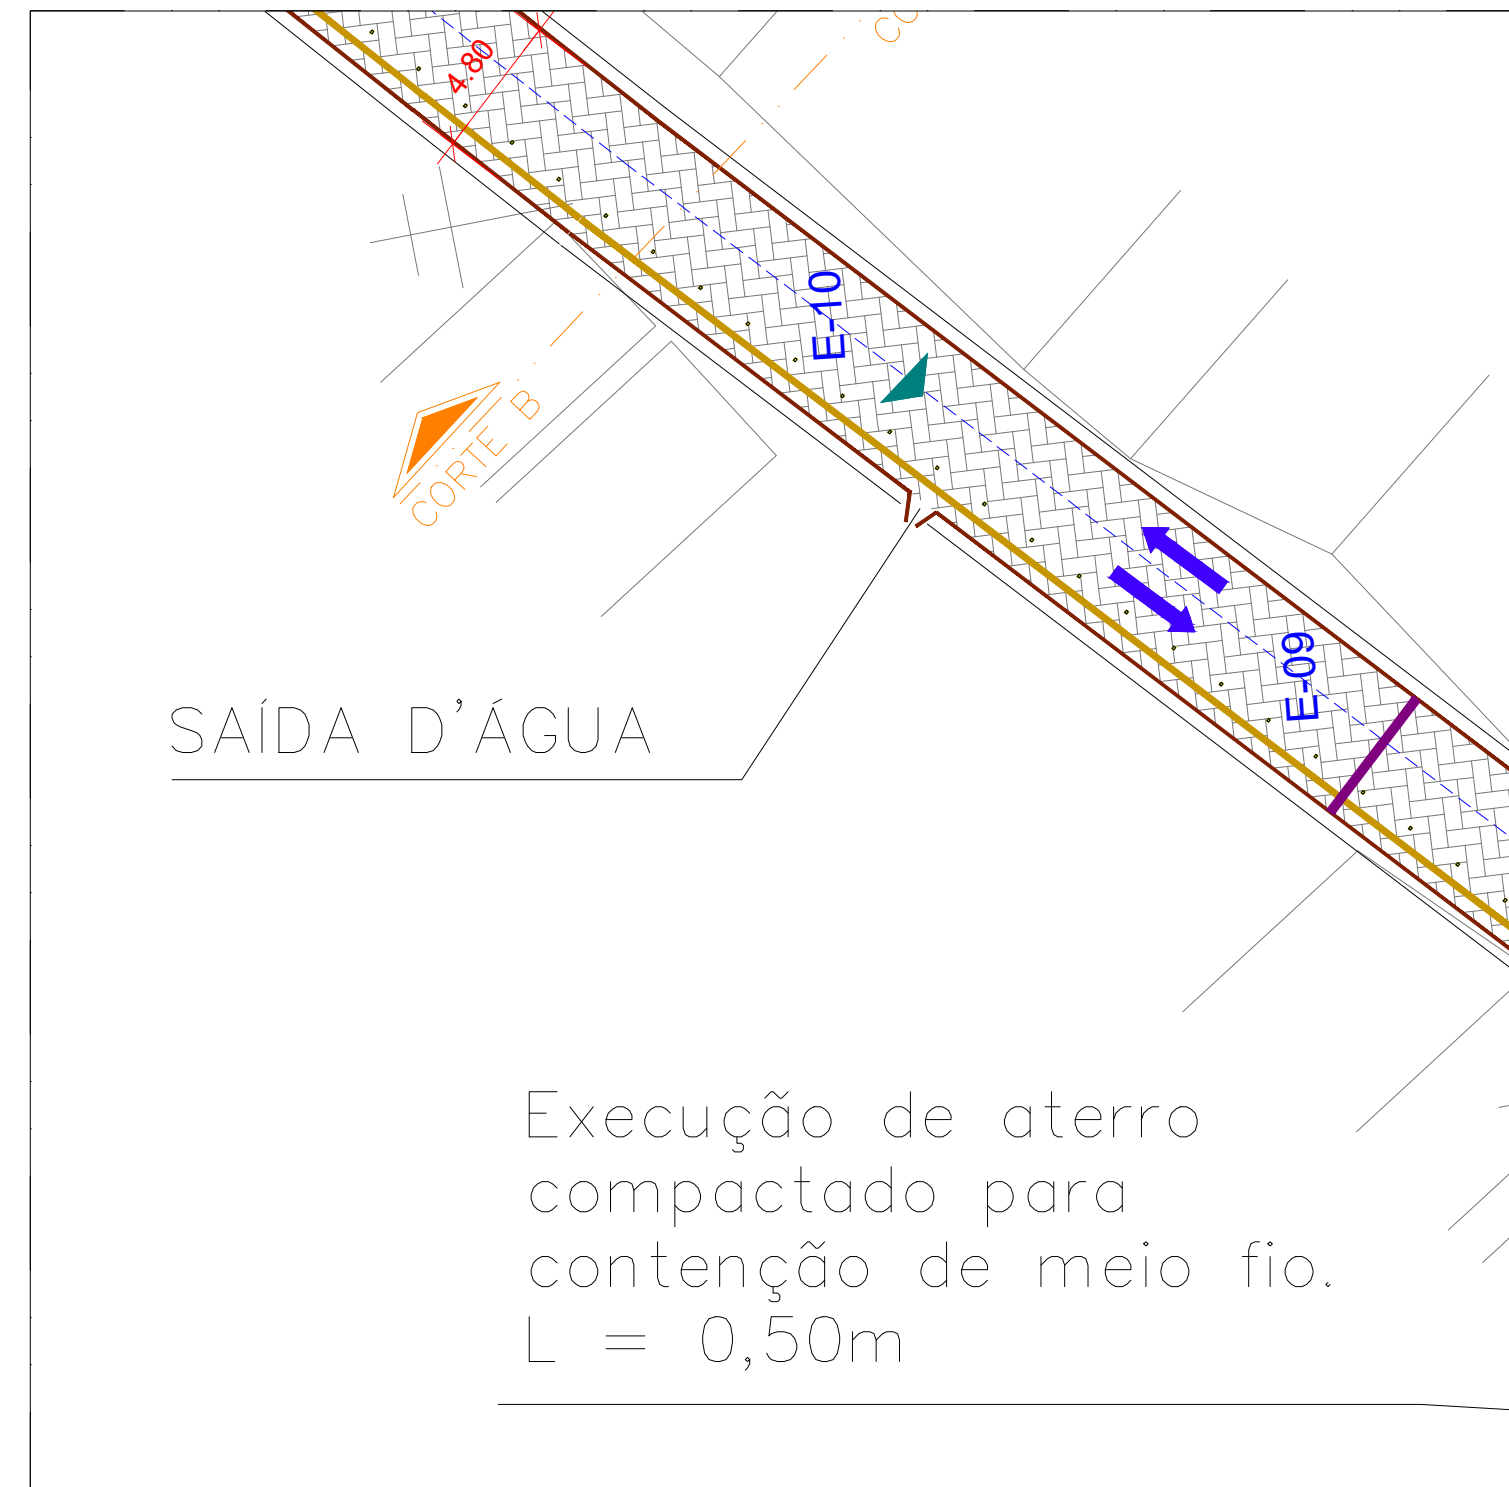 4.80
E-10
CORTE B
E-09
SAÍDA D'ÁGUA
Execução de aterro
compactado para
contenção de meio fio.
L = 0,50m